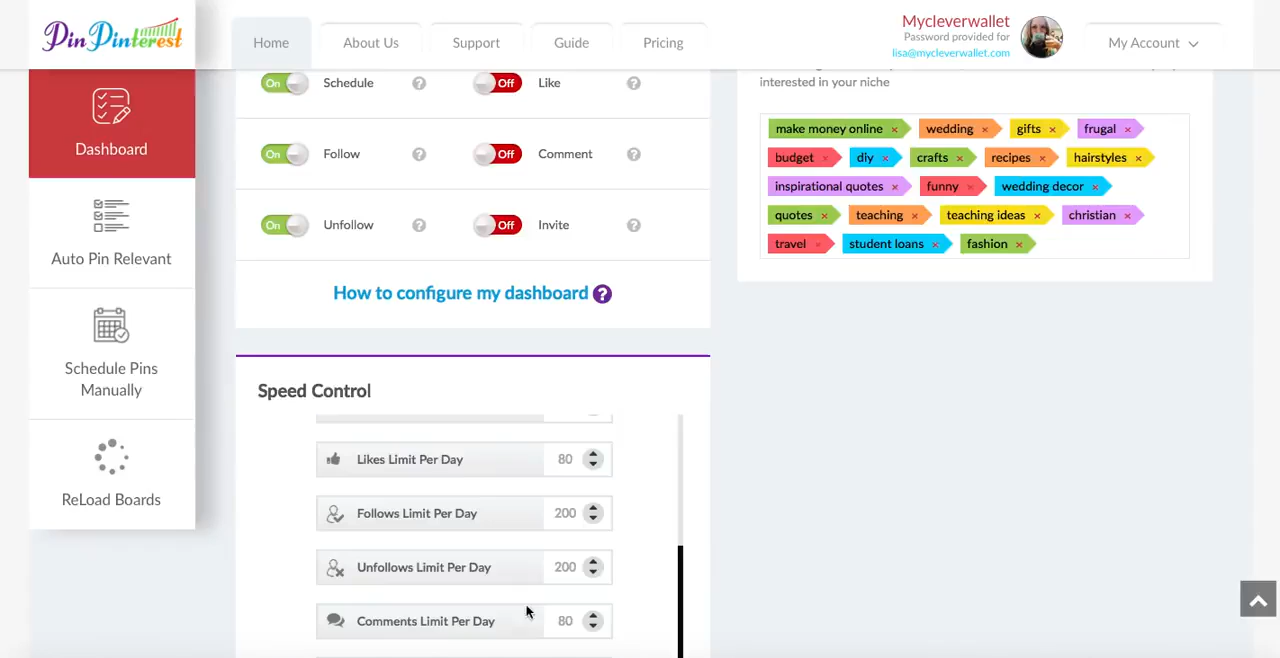 PinPinterest
Home
About Us
Support
Guide
Pricing
Mycleverwallet
Password provided for
lisa@mycleverwallet.com
My Account
Dashboard
Auto Pin Relevant
Schedule Pins
Manually
ReLoad Boards
On Schedule ? Off Like ?
On Follow ? Off Comment ?
On Unfollow ? Off Invite ?
How to configure my dashboard ?
interested in your niche
make money online × wedding × gifts × frugal ×
budget × diy × crafts × recipes × hairstyles ×
inspirational quotes × funny × wedding decor ×
quotes × teaching × teaching ideas × christian ×
travel × student loans × fashion ×
Speed Control
Likes Limit Per Day 80
Follows Limit Per Day 200
Unfollows Limit Per Day 200
Comments Limit Per Day 80